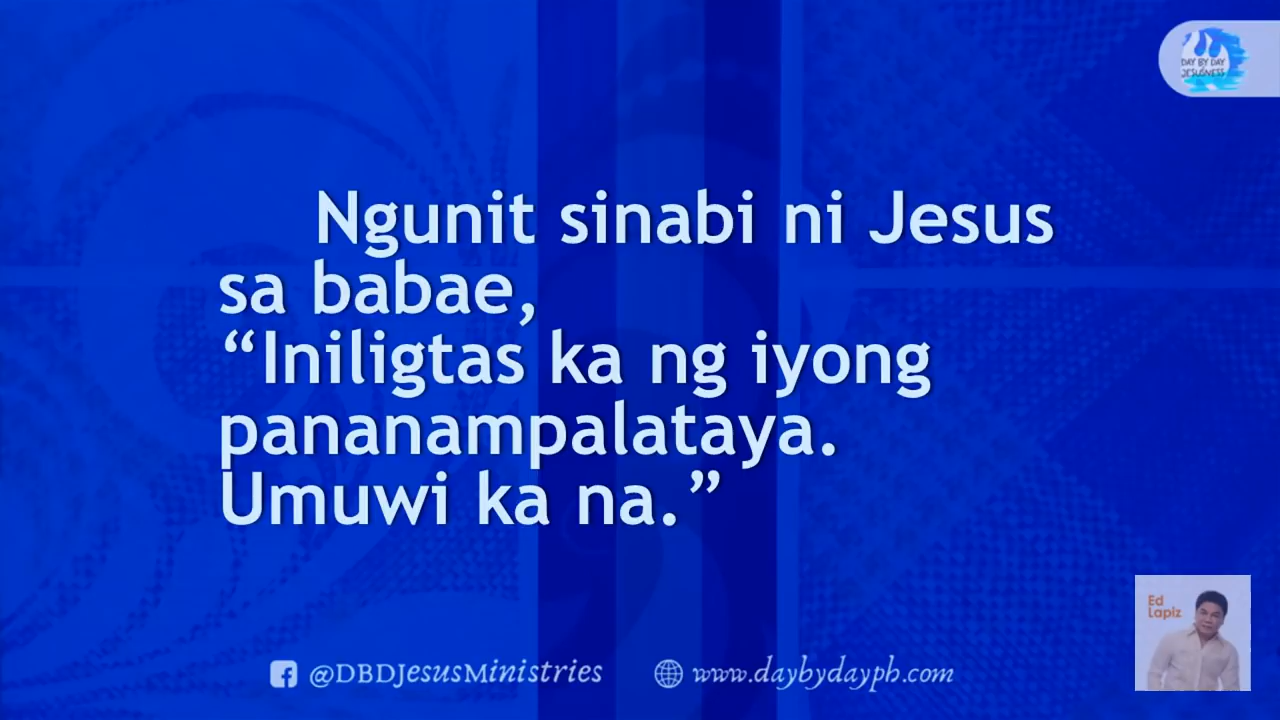 DAY BY DAY
JESUSNESS
Ngunit sinabi ni Jesus
sa babae,
“Iniligtas ka ng iyong
pananampalataya.
Umuwi ka na.”
Ed
Lapiz
@DBDJesusMinistries
www.daybydayph.com